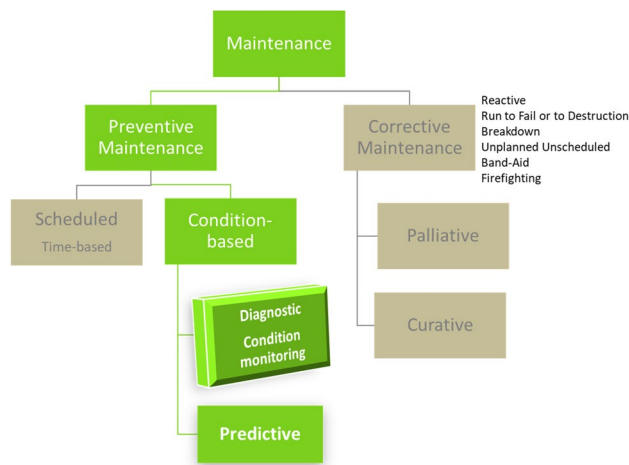 Maintenance
Preventive
Maintenance
Corrective
Maintenance
Reactive
Run to Fail or to Destruction
Breakdown
Unplanned Unscheduled
Band-Aid
Firefighting
Scheduled
Time-based
Condition-
based
Palliative
Diagnostic
Condition
monitoring
Curative
Predictive